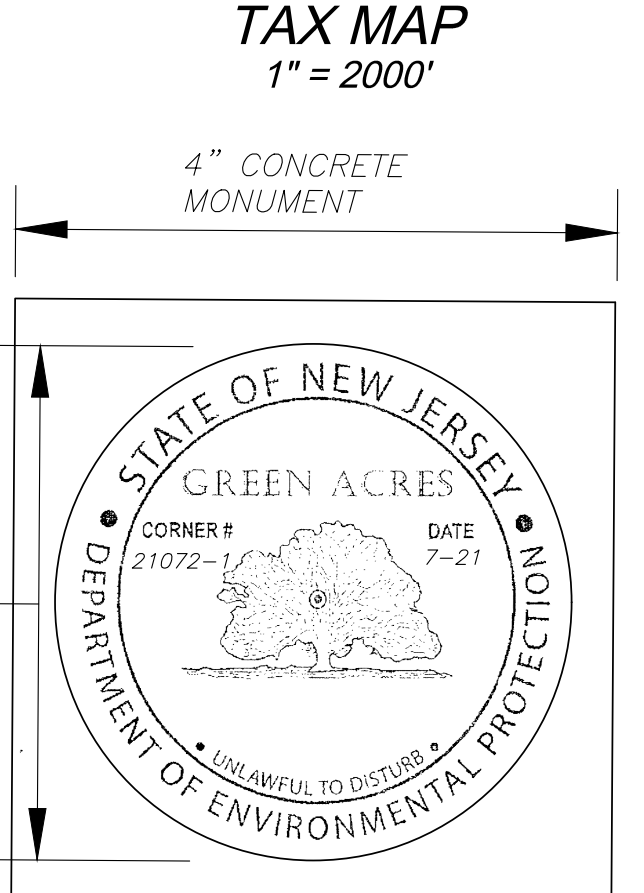 TAX MAP
1" = 2000'
4” CONCRETE
MONUMENT
• STATE OF NEW JERSEY •
GREEN ACRES
CORNER # DATE
21072-1 7-21
• UNLAWFUL TO DISTURB •
DEPARTMENT OF ENVIRONMENTAL PROTECTION